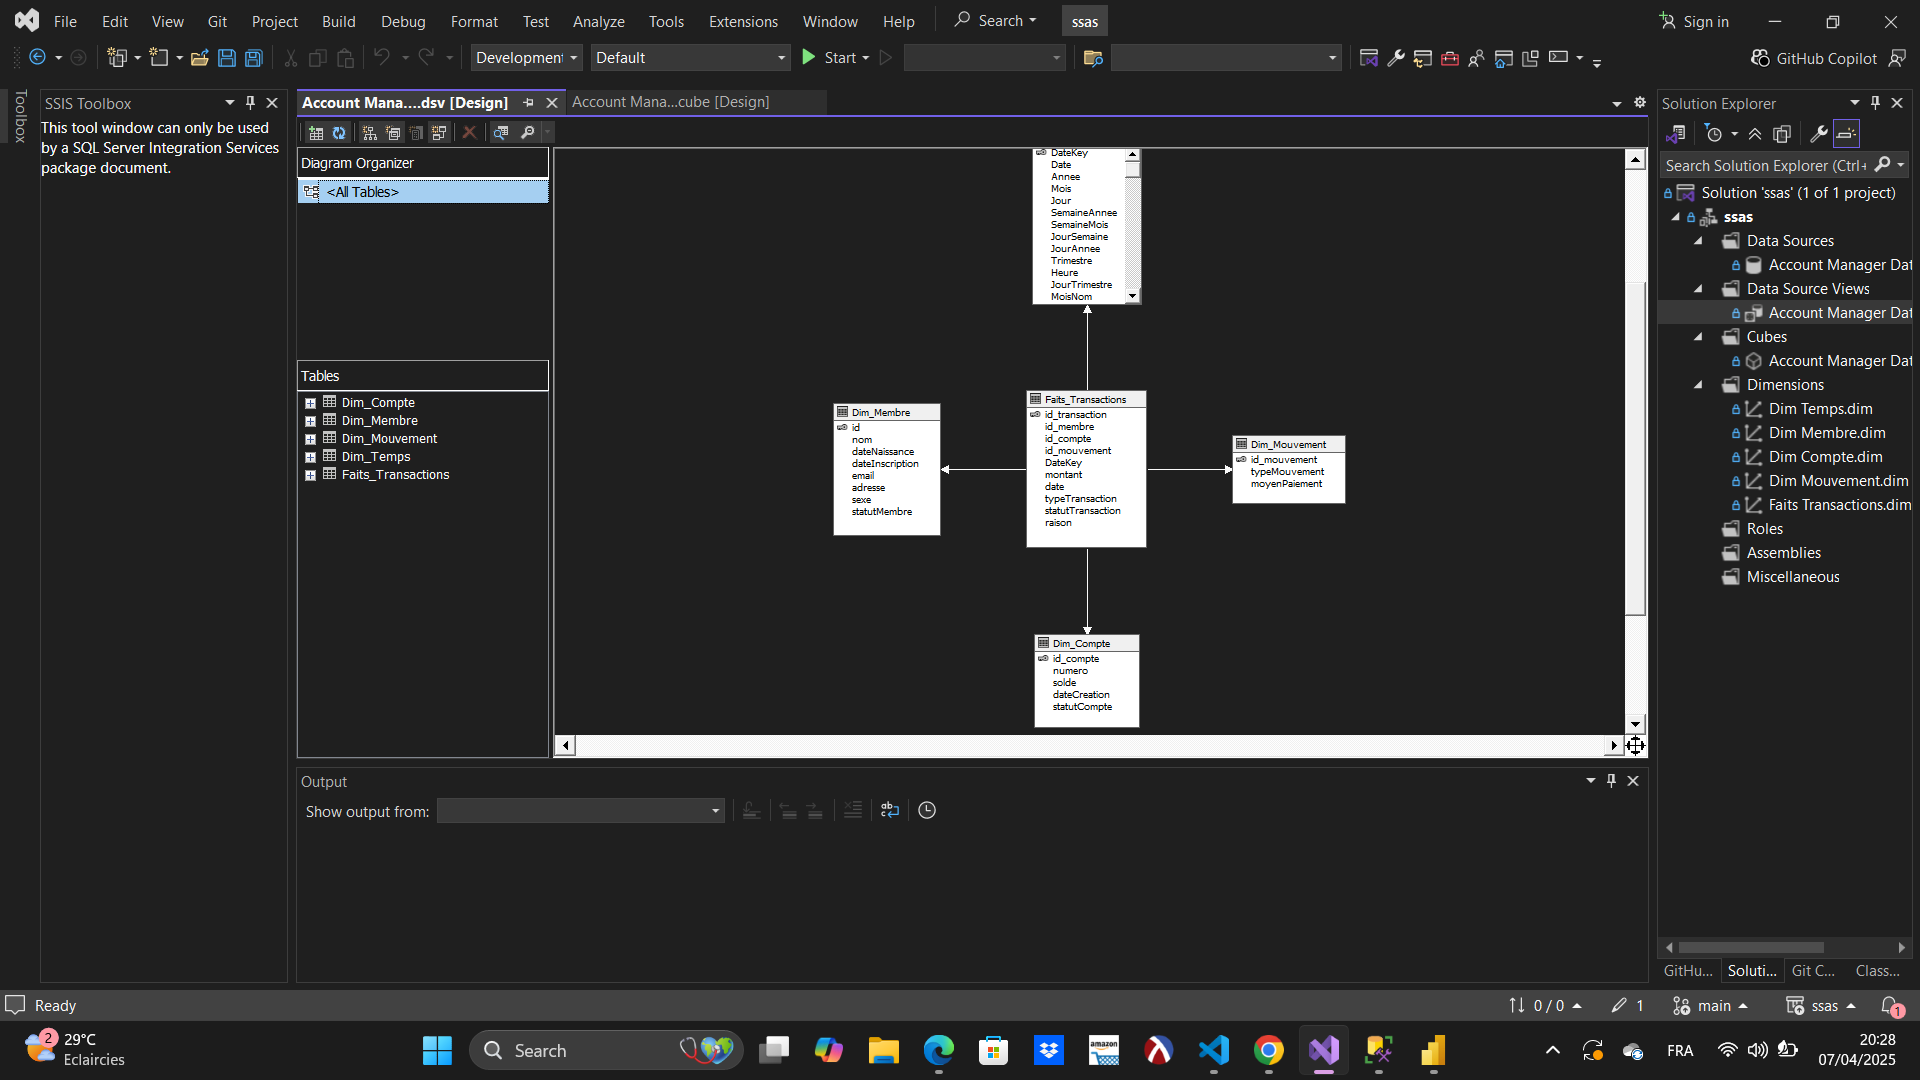 File Edit View Git Project Build Debug Format Test Analyze Tools Extensions Window Help Search ssas Sign in
Development Default Start GitHub Copilot
Toolbox
SSIS Toolbox
This tool window can only be used
by a SQL Server Integration Services
package document.
Account Mana....dsv [Design] Account Mana...cube [Design]
Diagram Organizer
<All Tables>
Tables
Dim_Compte
Dim_Membre
Dim_Mouvement
Dim_Temps
Faits_Transactions
DateKey
Date
Annee
Mois
Jour
SemaineAnnee
SemaineMois
JourSemaine
JourAnnee
Trimestre
Heure
JourTrimestre
MoisNom
Dim_Membre
id
nom
dateNaissance
dateInscription
email
adresse
sexe
statutMembre
Faits_Transactions
id_transaction
id_membre
id_compte
id_mouvement
DateKey
montant
date
typeTransaction
statutTransaction
raison
Dim_Mouvement
id_mouvement
typeMouvement
moyenPaiement
Dim_Compte
id_compte
numero
solde
dateCreation
statutCompte
Output
Show output from:
Solution Explorer
Search Solution Explorer (Ctrl+
Solution 'ssas' (1 of 1 project)
ssas
Data Sources
Account Manager Dat
Data Source Views
Account Manager Dat
Cubes
Account Manager Dat
Dimensions
Dim Temps.dim
Dim Membre.dim
Dim Compte.dim
Dim Mouvement.dim
Faits Transactions.dim
Roles
Assemblies
Miscellaneous
GitHu... Soluti... Git C... Class...
Ready 0 / 0 1 main ssas 1
2 29°C
Eclaircies
Search
amazon
FRA
20:28
07/04/2025